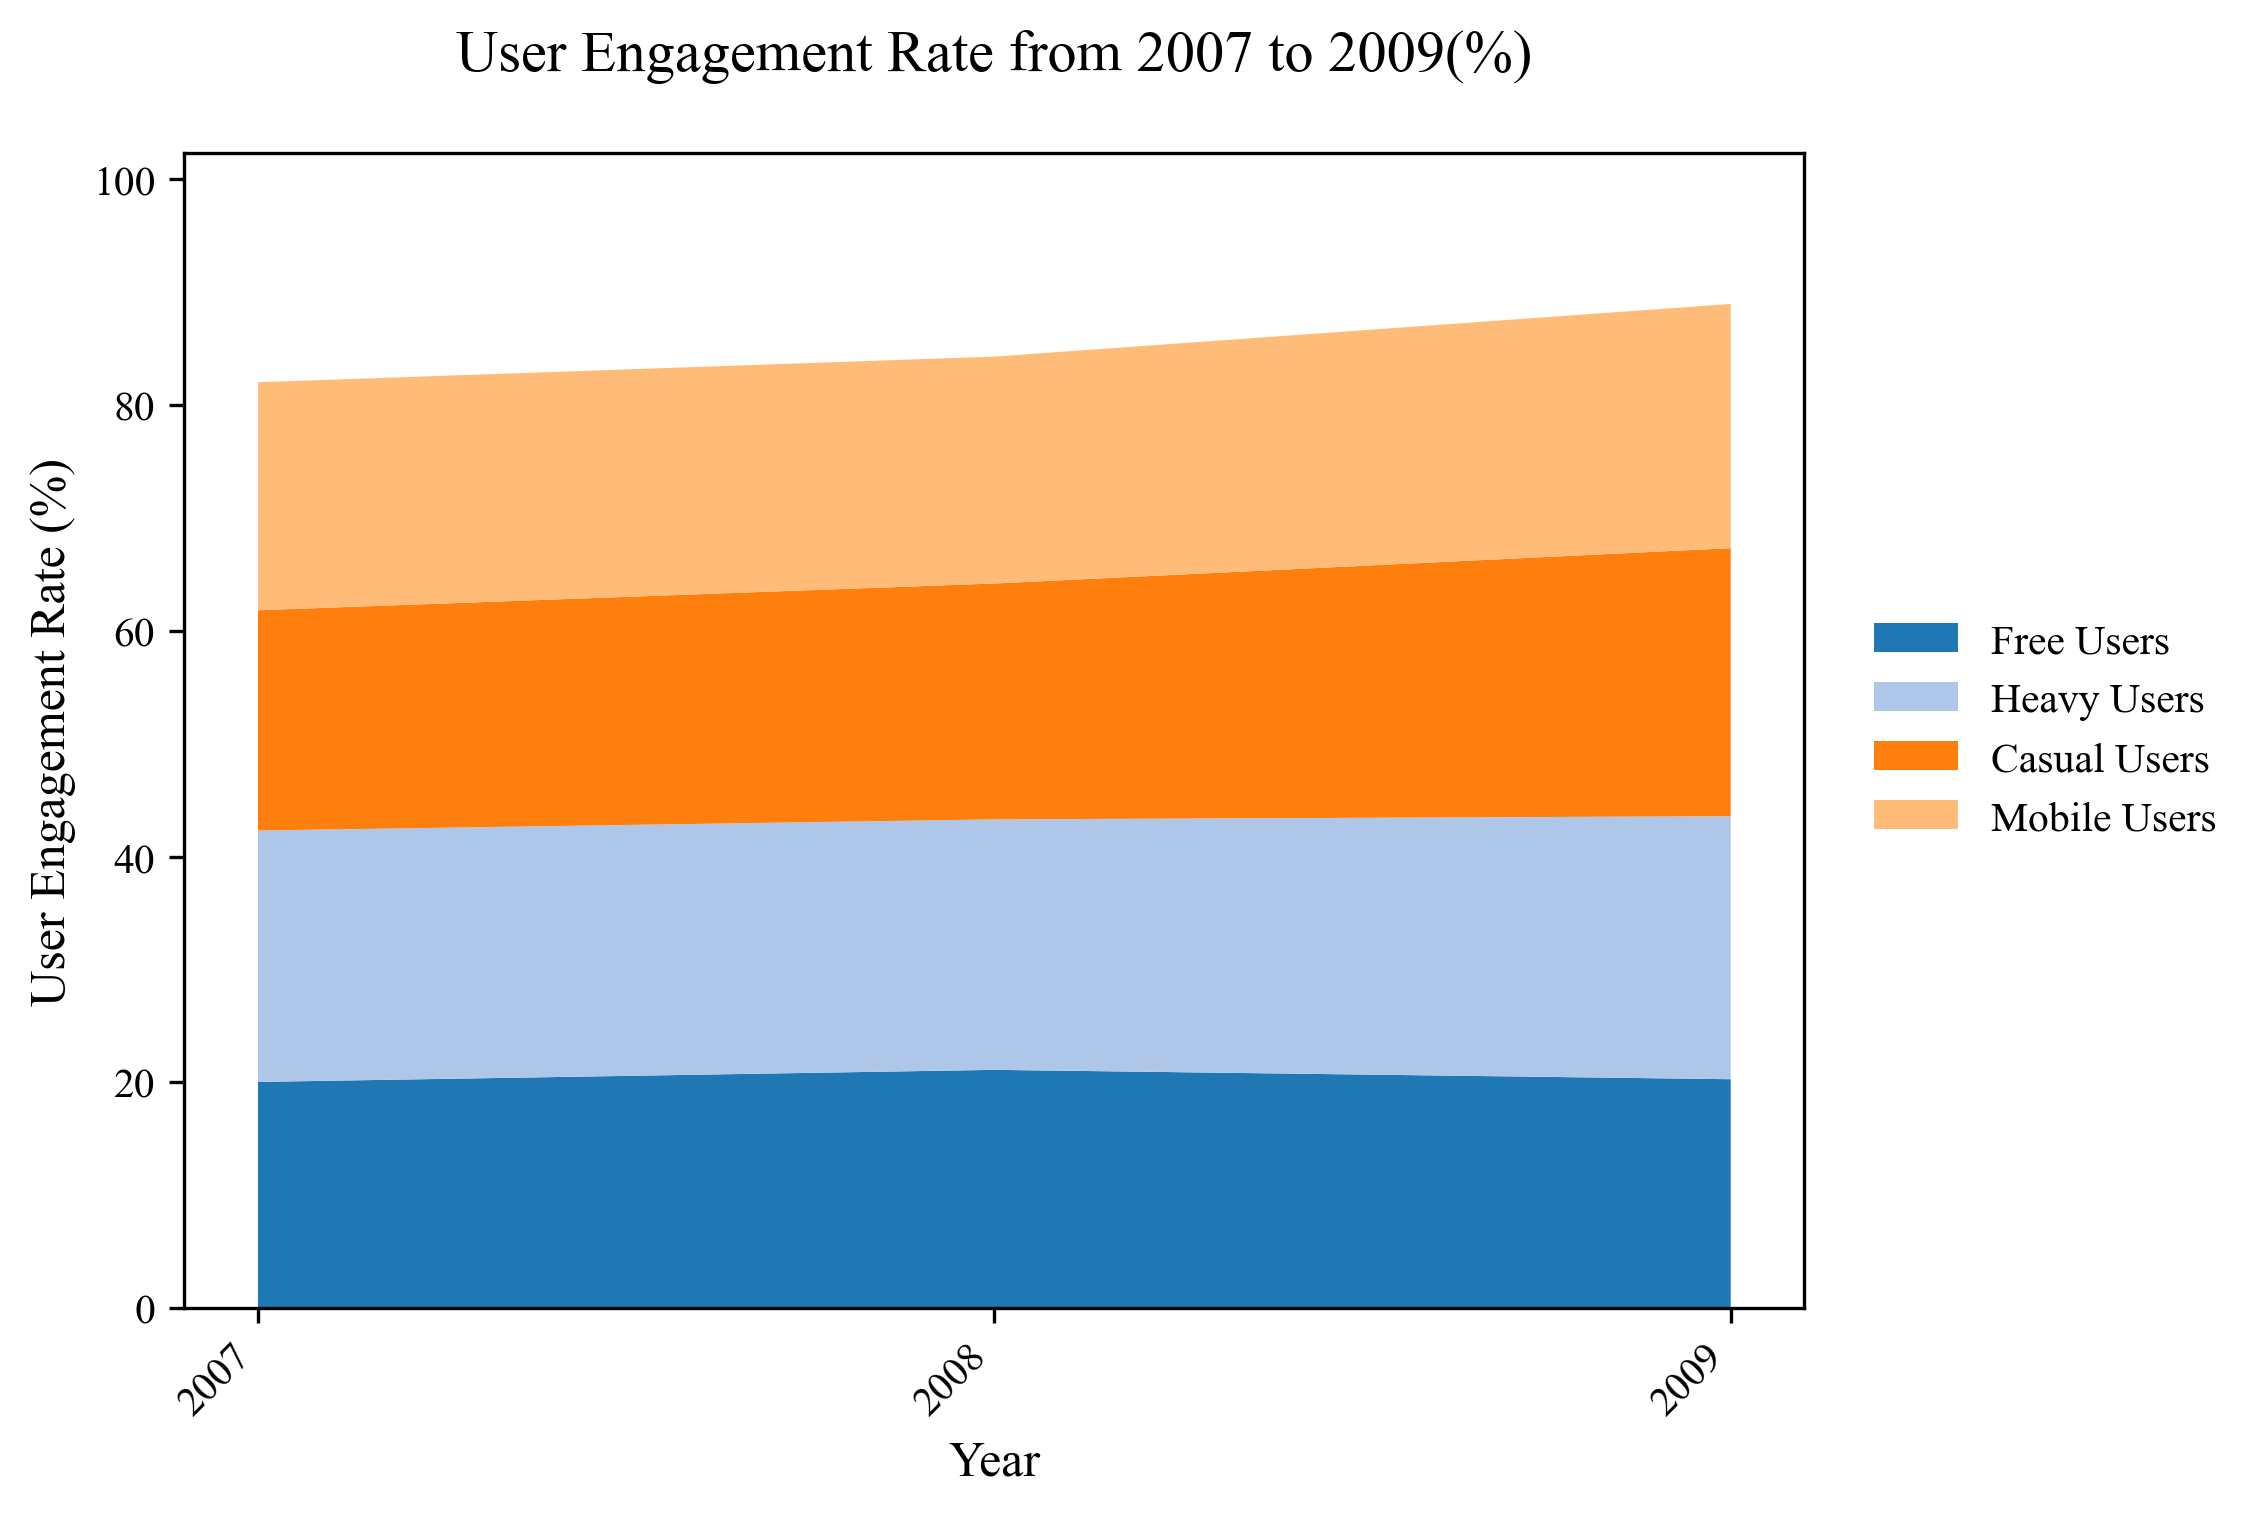 User Engagement Rate from 2007 to 2009(%)
User Engagement Rate (%)
100
80
60
40
20
0
2007
2008
2009
Year
Free Users
Heavy Users
Casual Users
Mobile Users